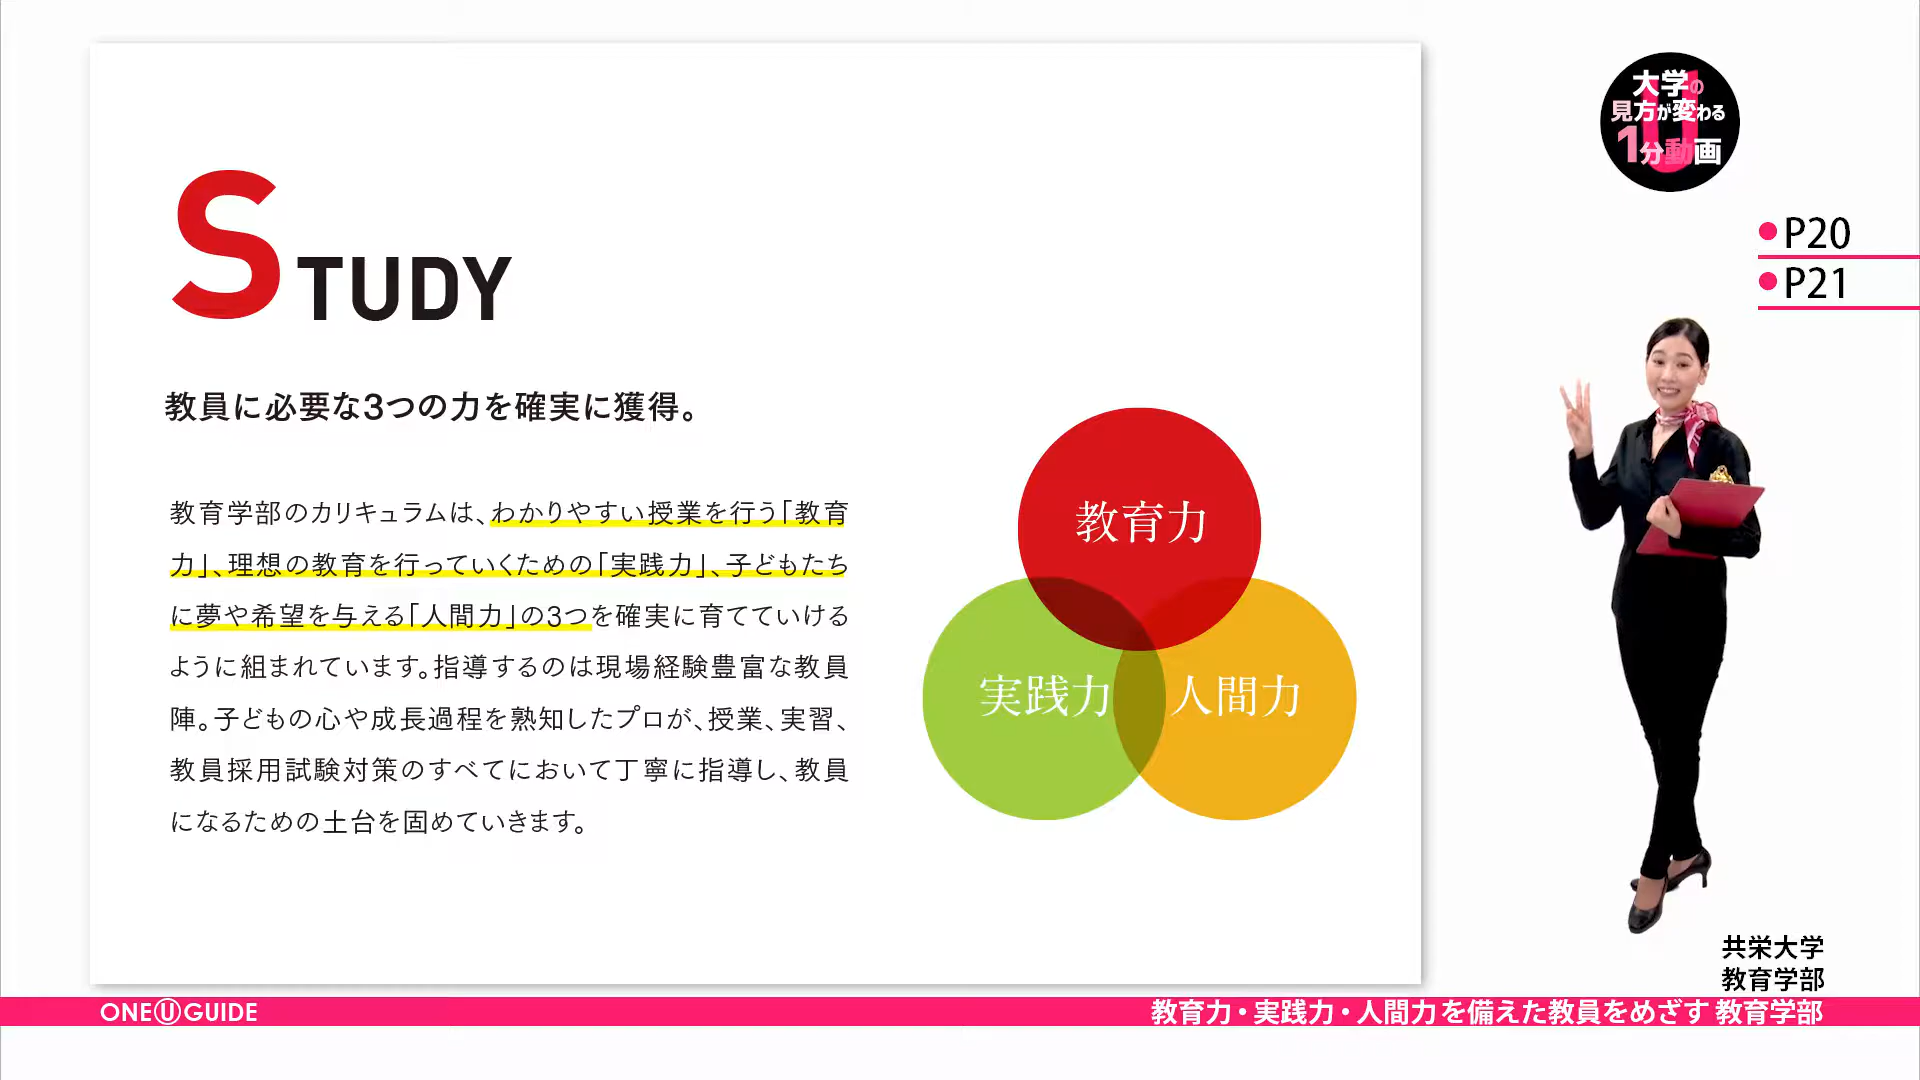 大学の
見方が変わる
1分動画
P20
P21
STUDY
教員に必要な3つの力を確実に獲得。
教育学部のカリキュラムは、わかりやすい授業を行う「教育
力」、理想の教育を行っていくための「実践力」、子どもたち
に夢や希望を与える「人間力」の3つを確実に育てていける
ように組まれています。指導するのは現場経験豊富な教員
陣。子どもの心や成長過程を熟知したプロが、授業、実習、
教員採用試験対策のすべてにおいて丁寧に指導し、教員
になるための土台を固めていきます。
教育力
実践力
人間力
共栄大学
教育学部
ONE U GUIDE
教育力・実践力・人間力を備えた教員をめざす 教育学部